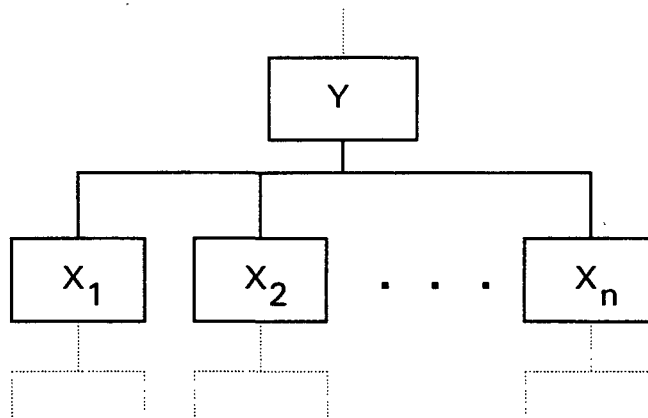 Y
X₁ X₂ . . . Xₙ